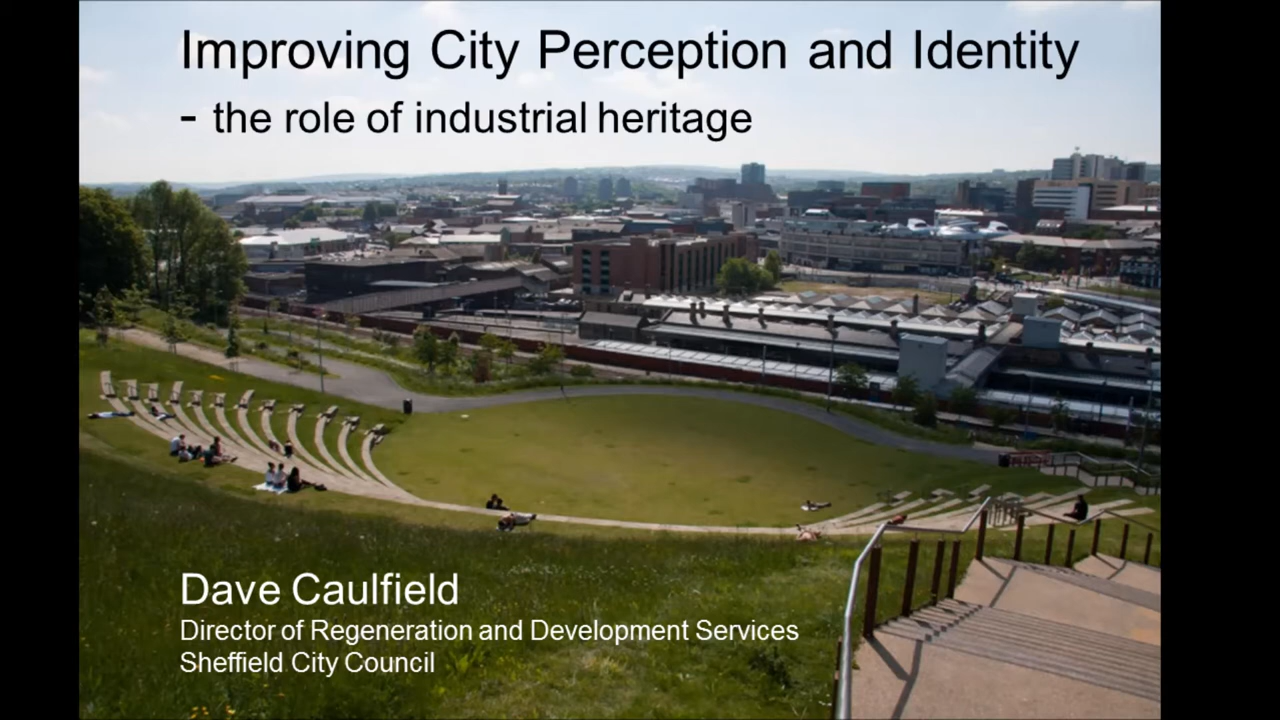 Improving City Perception and Identity
- the role of industrial heritage
Dave Caulfield
Director of Regeneration and Development Services
Sheffield City Council